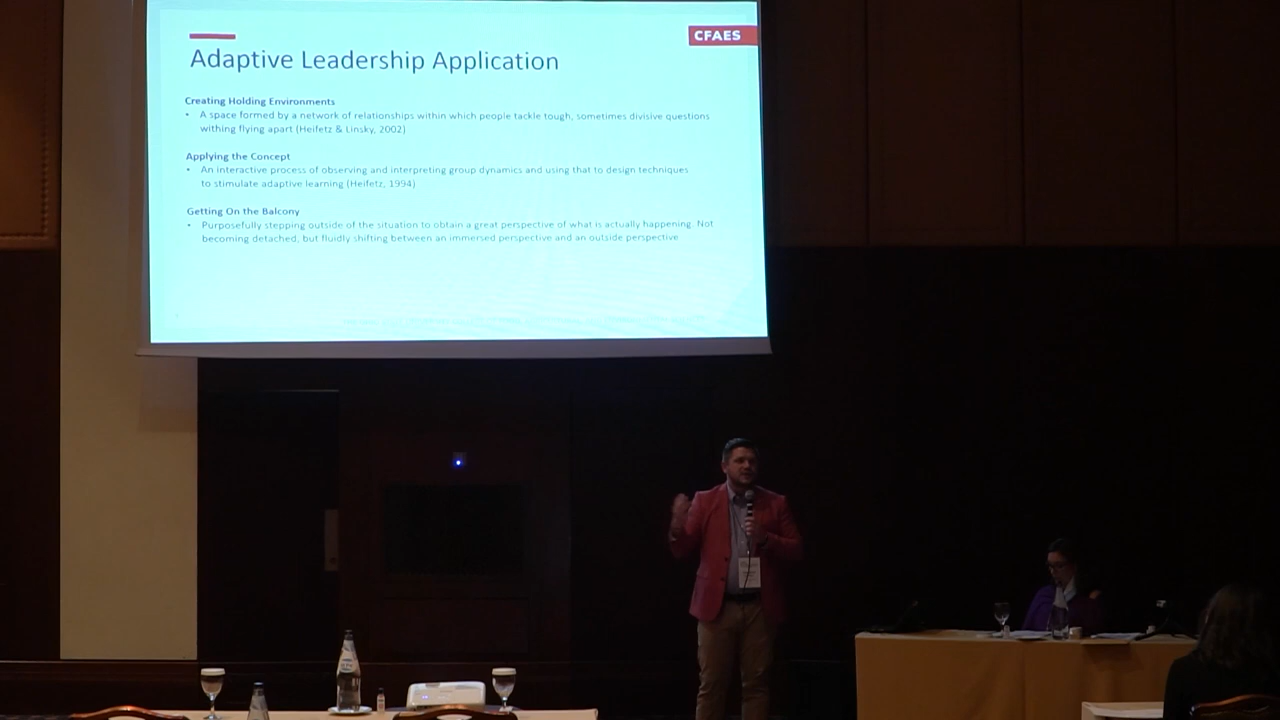 CFAES
Adaptive Leadership Application
Creating Holding Environments
• A space formed by a network of relationships within which people tackle tough, sometimes divisive questions
withing flying apart (Heifetz & Linsky, 2002)
Applying the Concept
• An interactive process of observing and interpreting group dynamics and using that to design techniques
to stimulate adaptive learning (Heifetz, 1994)
Getting On the Balcony
• Purposefully stepping outside of the situation to obtain a great perspective of what is actually happening. Not
becoming detached, but fluidly shifting between an immersed perspective and an outside perspective.